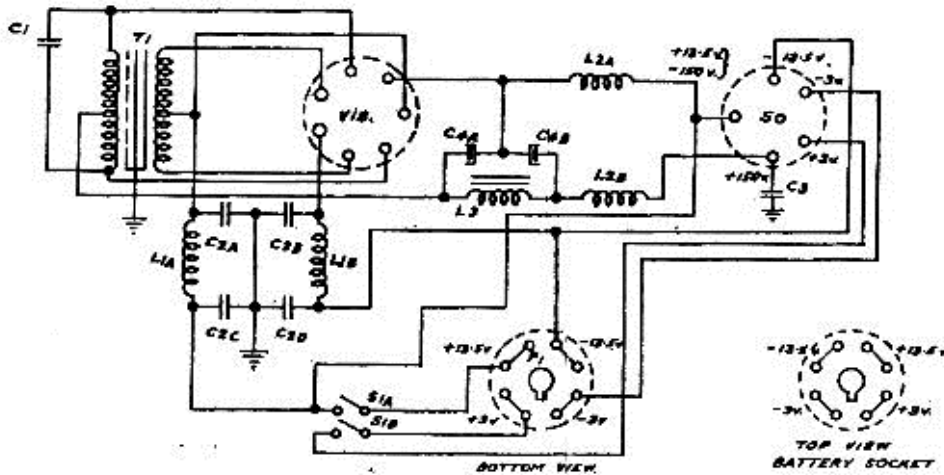 C1
T1
VIB.
L2A
+13.5v
-150v.
-13.5v.
-3v.
SO
+3v
+150v
C3
C4A
C4B
L3
L2B
C2A
C2B
L1A
L1B
C2C
C2D
S1A
S1B
+13.5v
-13.5v.
+3v
-3v
BOTTOM VIEW.
-13.5v
+13.5v
-3v.
+3v.
TOP VIEW
BATTERY SOCKET